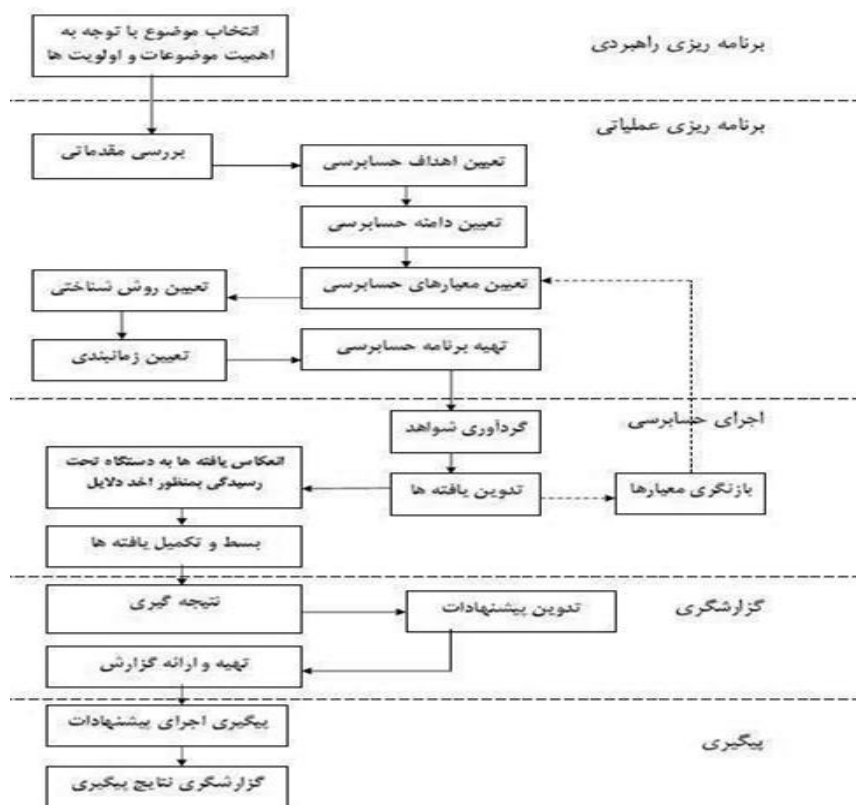 برنامه ریزی راهبردی
انتخاب موضوع با توجه به
اهمیت موضوعات و اولویت ها
برنامه ریزی عملیاتی
بررسی مقدماتی
تعیین اهداف حسابرسی
تعیین دامنه حسابرسی
تعیین معیارهای حسابرسی
تعیین روش شناختی
تعیین زمانبندی
تهیه برنامه حسابرسی
اجرای حسابرسی
گردآوری شواهد
تدوین یافته ها
بازنگری معیارها
انعکاس یافته ها به دستگاه تحت
رسیدگی بمنظور اخد دلایل
بسط و تکمیل یافته ها
گزارشگری
نتیجه گیری
تدوین پیشنهادات
تهیه و ارائه گزارش
پیگیری
پیگیری اجرای پیشنهادات
گزارشگری نتایج پیگیری